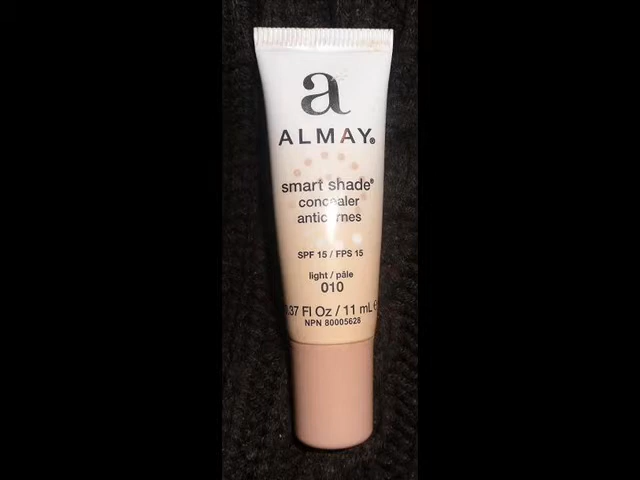 a
ALMAY®
smart shade®
concealer
anticernes
SPF 15 / FPS 15
light / pâle
010
0.37 Fl Oz / 11 mL e
NPN 80005628